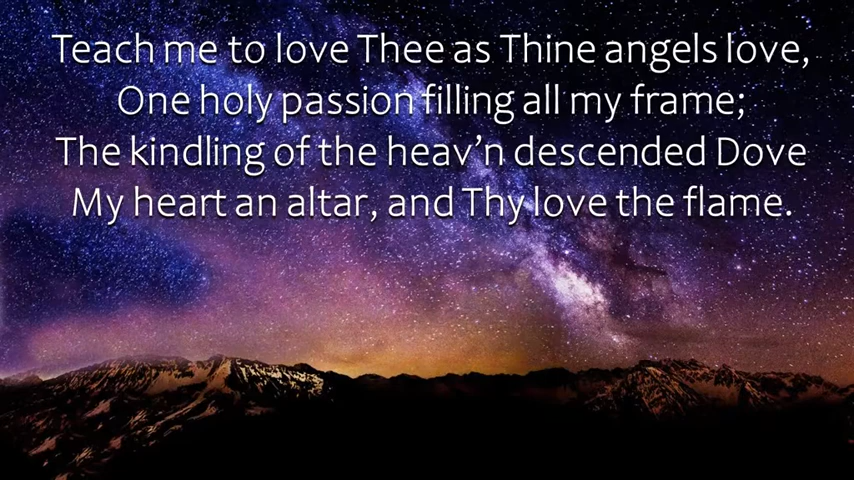 Teach me to love Thee as Thine angels love,
One holy passion filling all my frame;
The kindling of the heav’n descended Dove
My heart an altar, and Thy love the flame.